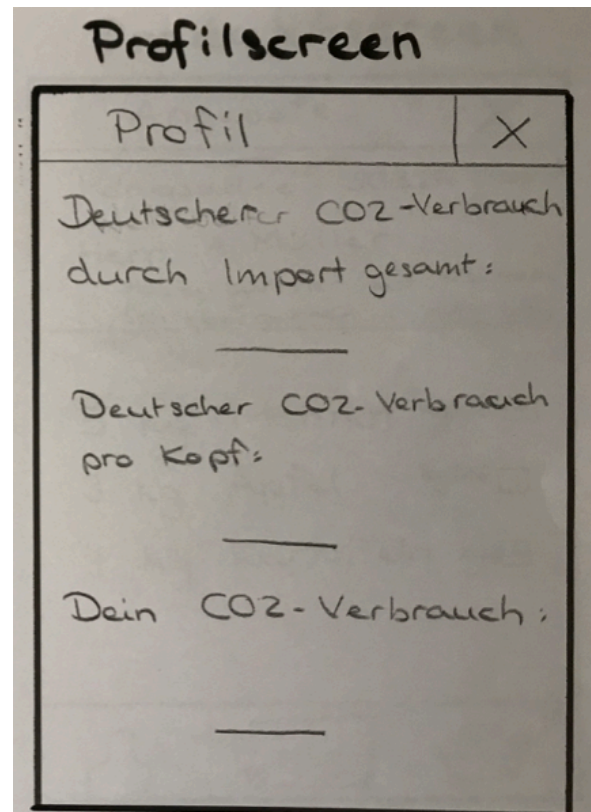 Profilscreen
Profil X
Deutscher CO2-Verbrauch
durch Import gesamt:
Deutscher CO2-Verbrauch
pro Kopf:
Dein CO2-Verbrauch: